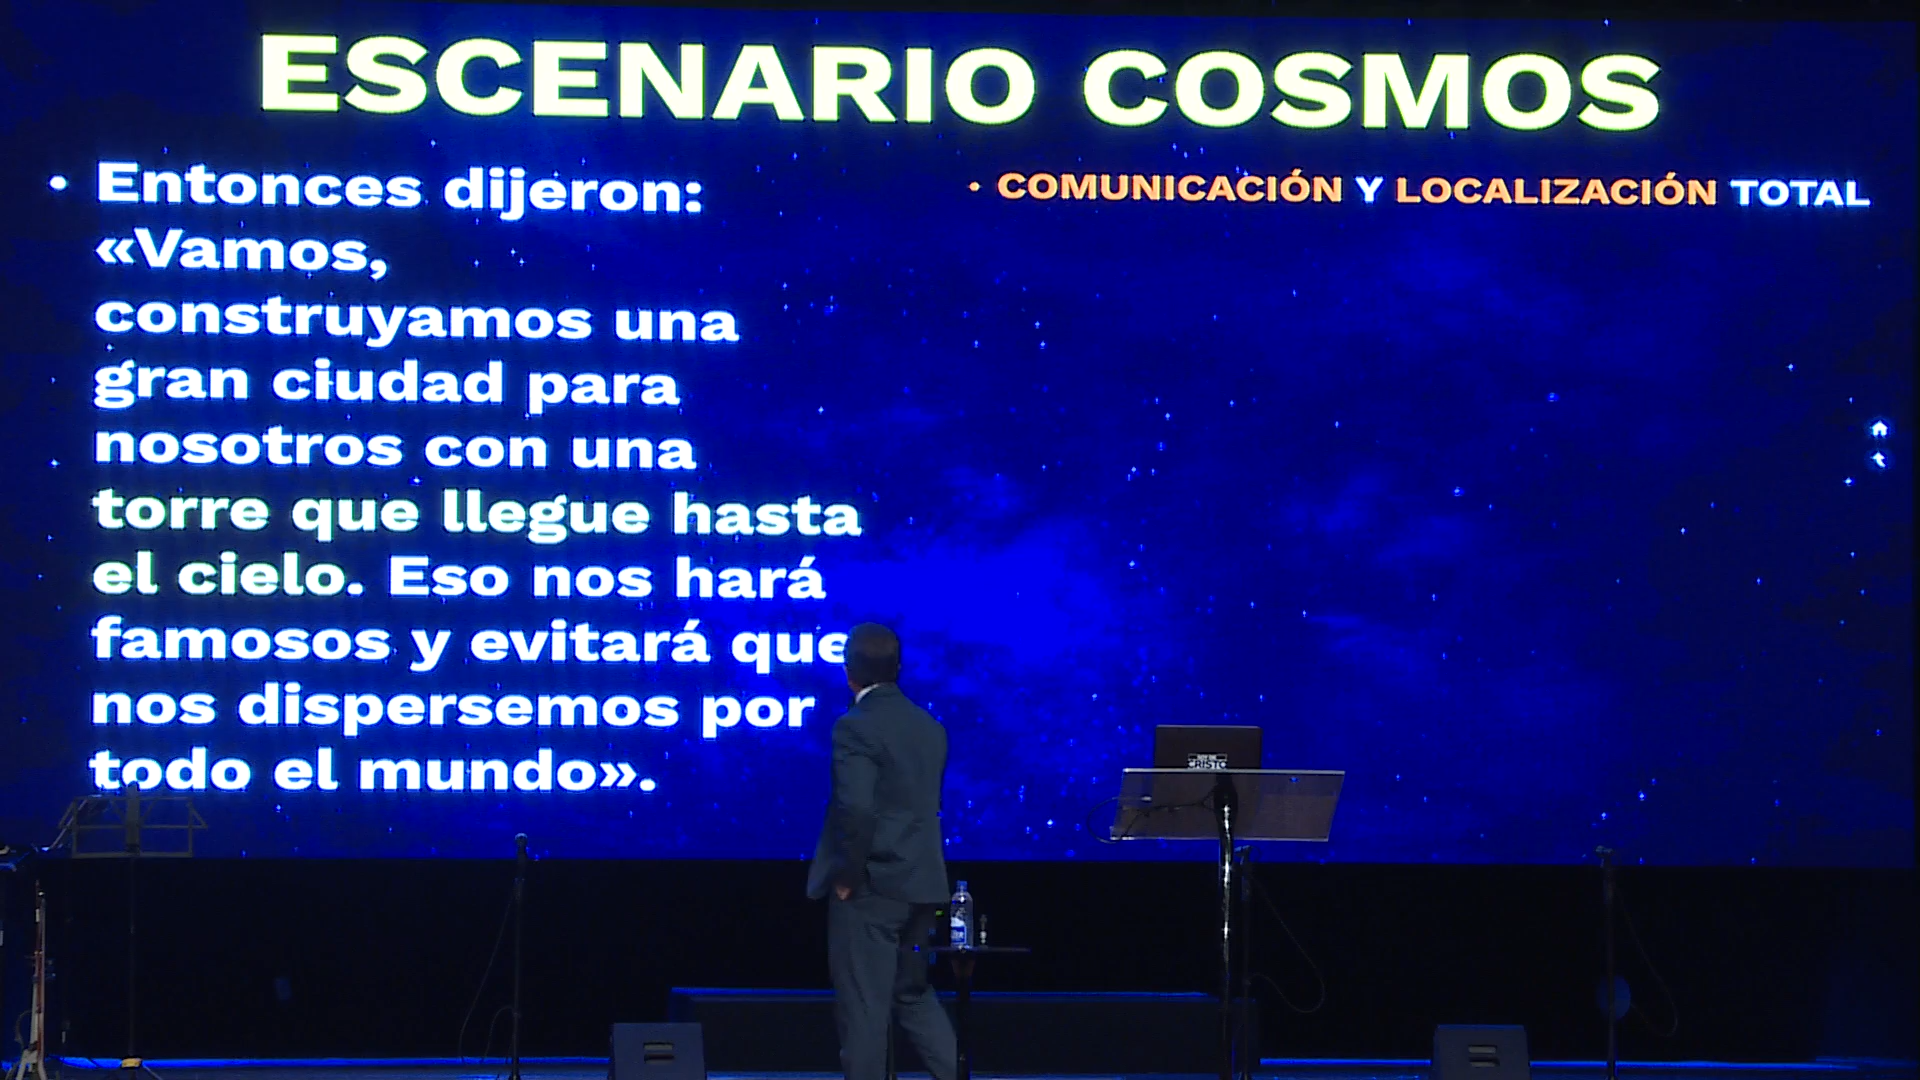 ESCENARIO COSMOS
• Entonces dijeron:
«Vamos,
construyamos una
gran ciudad para
nosotros con una
torre que llegue hasta
el cielo. Eso nos hará
famosos y evitará que
nos dispersemos por
todo el mundo».
• COMUNICACIÓN Y LOCALIZACIÓN TOTAL
CRISTO